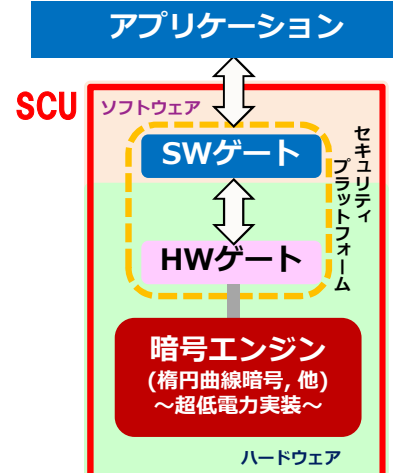 アプリケーション
SCU
ソフトウェア
SWゲート
セキュリティ
プラットフォーム
HWゲート
暗号エンジン
(楕円曲線暗号, 他)
～超低電力実装～
ハードウェア